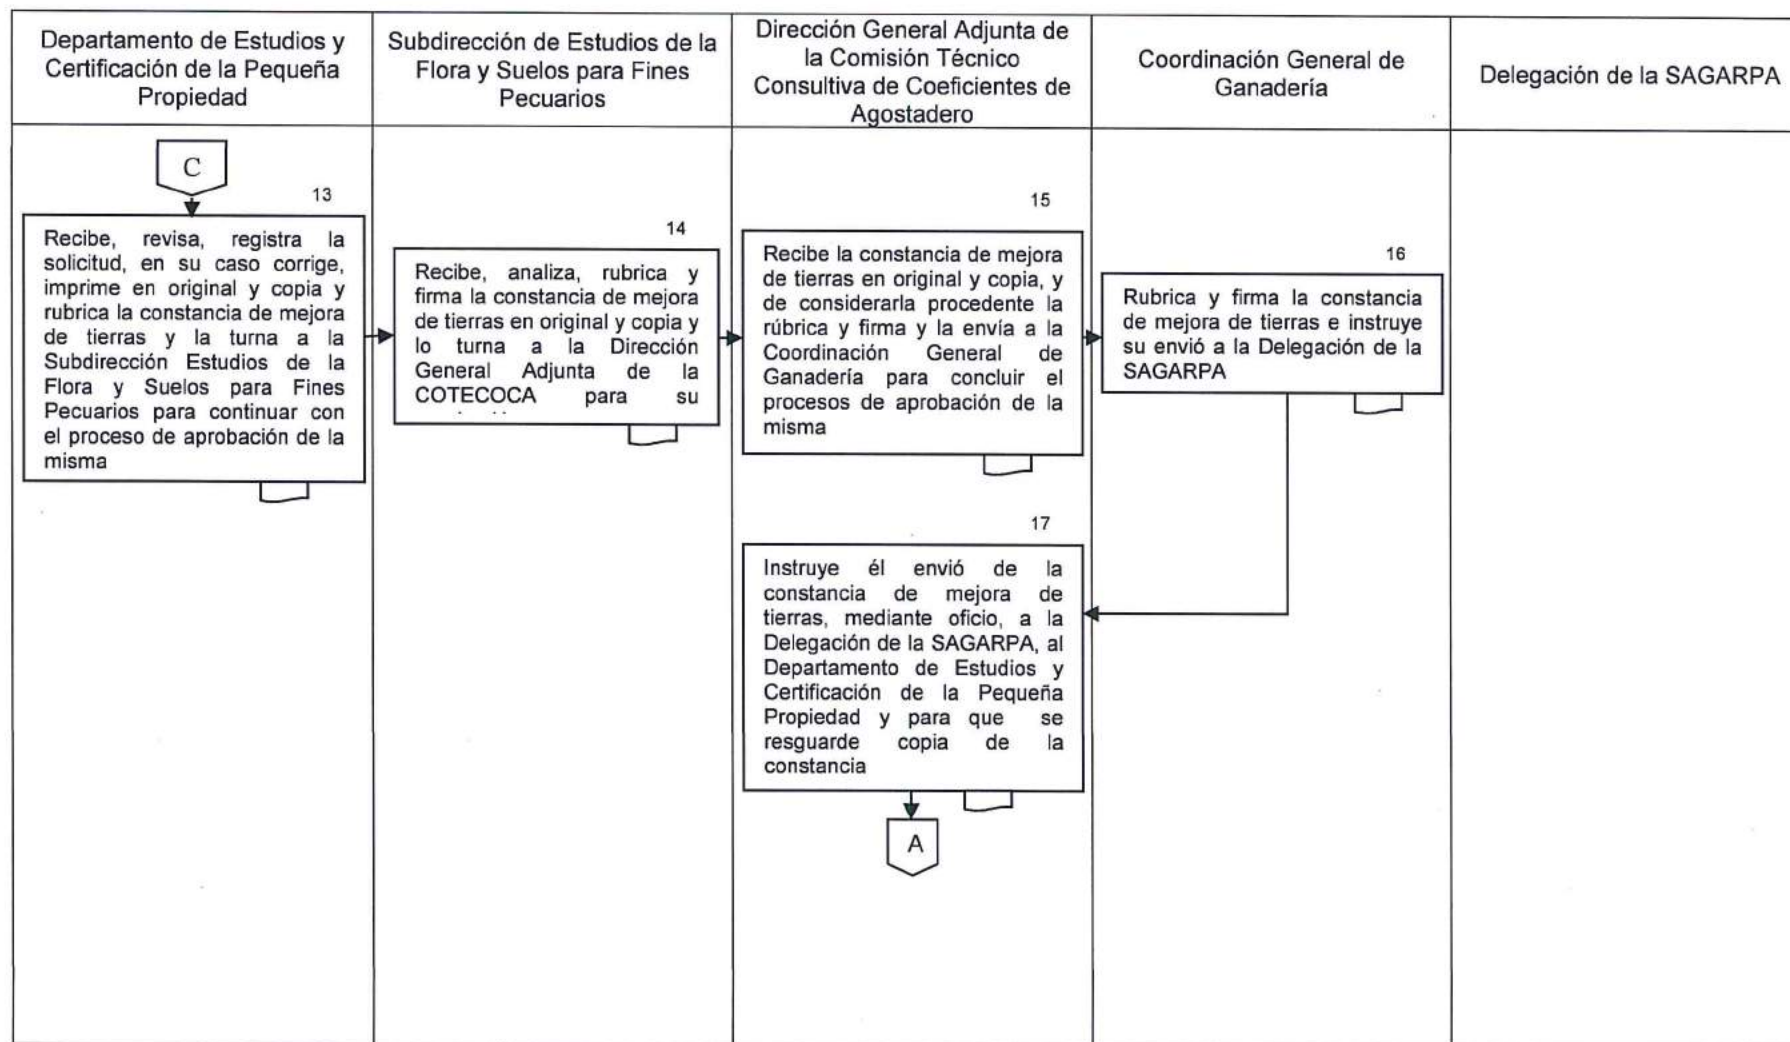 Departamento de Estudios y
Certificación de la Pequeña
Propiedad
Subdirección de Estudios de la
Flora y Suelos para Fines
Pecuarios
Dirección General Adjunta de
la Comisión Técnico
Consultiva de Coeficientes de
Agostadero
Coordinación General de
Ganadería
Delegación de la SAGARPA
C
13
Recibe, revisa, registra la
solicitud, en su caso corrige,
imprime en original y copia y
rubrica la constancia de mejora
de tierras y la turna a la
Subdirección Estudios de la
Flora y Suelos para Fines
Pecuarios para continuar con
el proceso de aprobación de la
misma
14
Recibe, analiza, rubrica y
firma la constancia de mejora
de tierras en original y copia y
lo turna a la Dirección
General Adjunta de la
COTECOCA para su
15
Recibe la constancia de mejora
de tierras en original y copia, y
de considerarla procedente la
rúbrica y firma y la envía a la
Coordinación General de
Ganadería para concluir el
procesos de aprobación de la
misma
16
Rubrica y firma la constancia
de mejora de tierras e instruye
su envió a la Delegación de la
SAGARPA
17
Instruye él envió de la
constancia de mejora de
tierras, mediante oficio, a la
Delegación de la SAGARPA, al
Departamento de Estudios y
Certificación de la Pequeña
Propiedad y para que se
resguarde copia de la
constancia
A